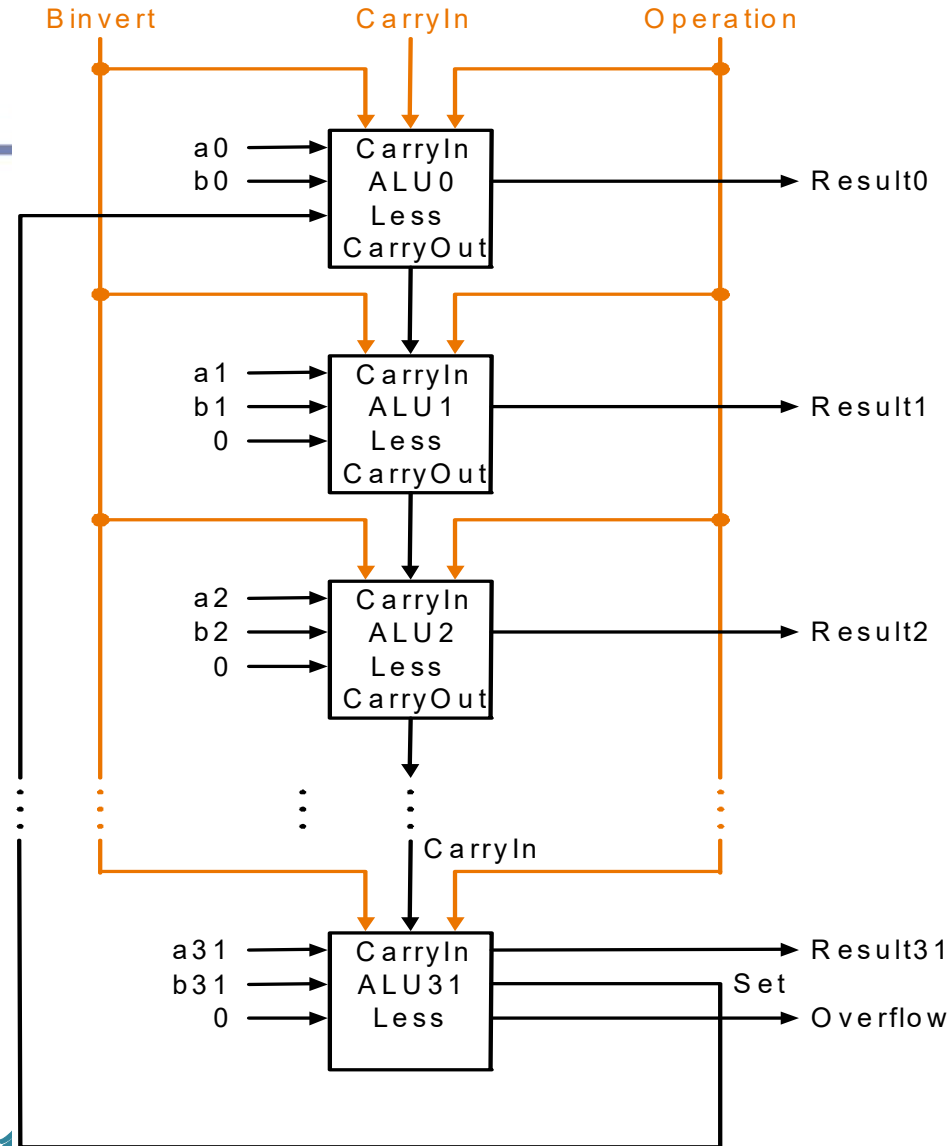 Binvert CarryIn Operation
a0 CarryIn
b0 ALU0 Result0
Less
CarryOut
a1 CarryIn
b1 ALU1 Result1
0 Less
CarryOut
a2 CarryIn
b2 ALU2 Result2
0 Less
CarryOut
CarryIn
a31 CarryIn Result31
b31 ALU31 Set
0 Less Overflow